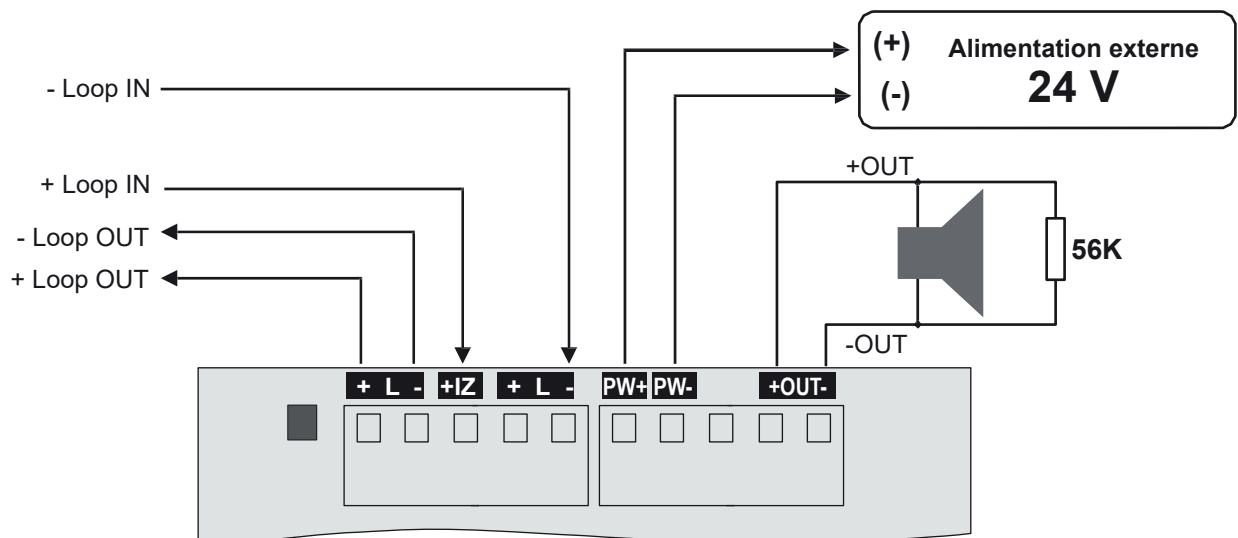 (+) Alimentation externe
(-) 24 V
- Loop IN
+ Loop IN
- Loop OUT
+ Loop OUT
+OUT
56K
-OUT
+ L - +IZ + L - PW+ PW- +OUT-